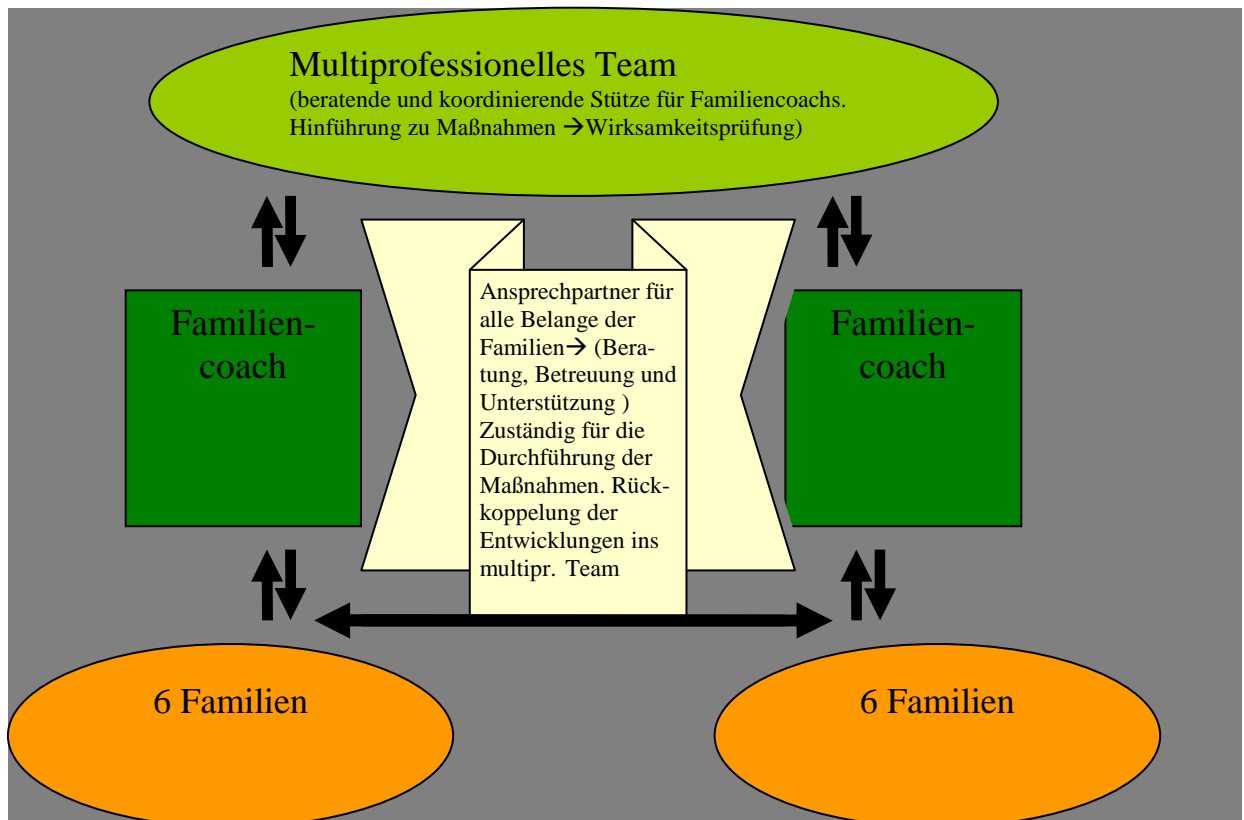 Multiprofessionelles Team
(beratende und koordinierende Stütze für Familiencoachs.
Hinführung zu Maßnahmen →Wirksamkeitsprüfung)
Familien-
coach
Ansprechpartner für
alle Belange der
Familien→ (Bera-
tung, Betreuung und
Unterstützung )
Zuständig für die
Durchführung der
Maßnahmen. Rück-
koppelung der
Entwicklungen ins
multipr. Team
Familien-
coach
6 Familien
6 Familien